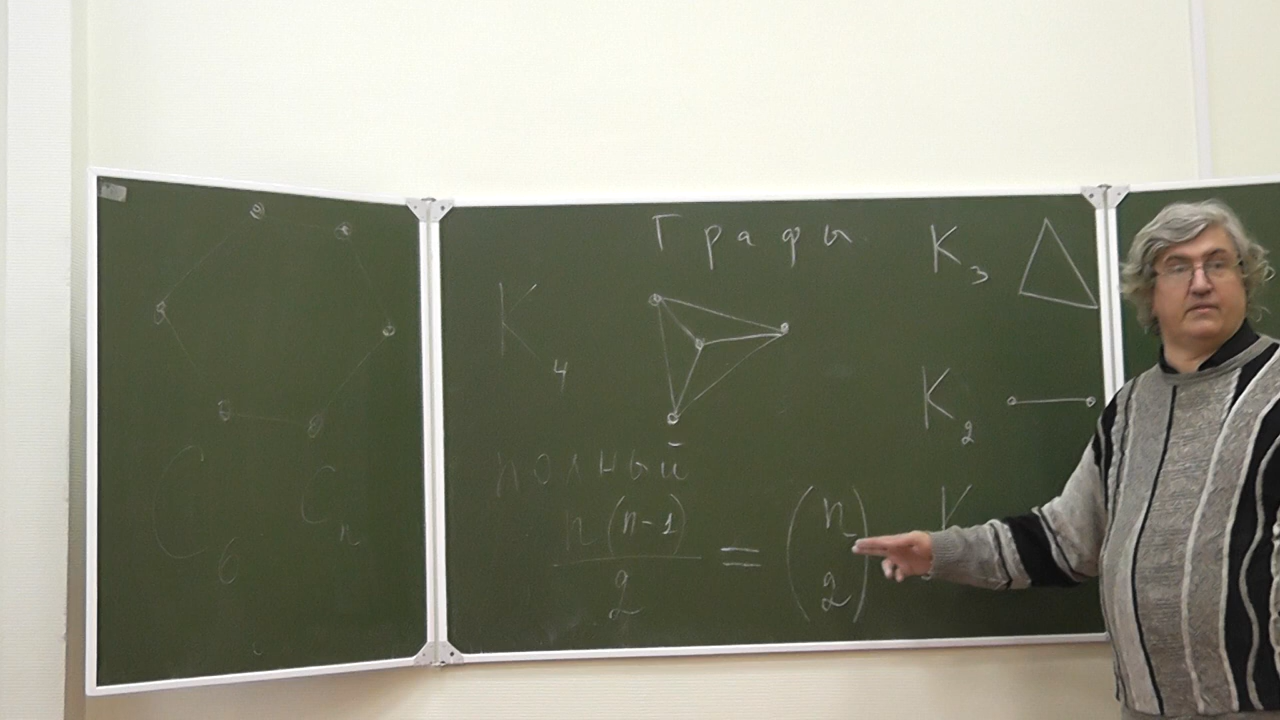 Графы
K₃
K₄
K₂
полный
n(n-1)/2 = (n 2)
K
C₆
Cₙ